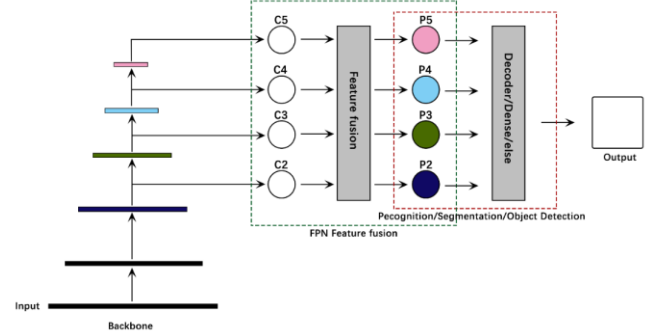 C5
P5
C4
P4
C3
P3
C2
P2
Feature fusion
Decoder/Dense/else
Output
Pecognition/Segmentation/Object Detection
FPN Feature fusion
Input
Backbone